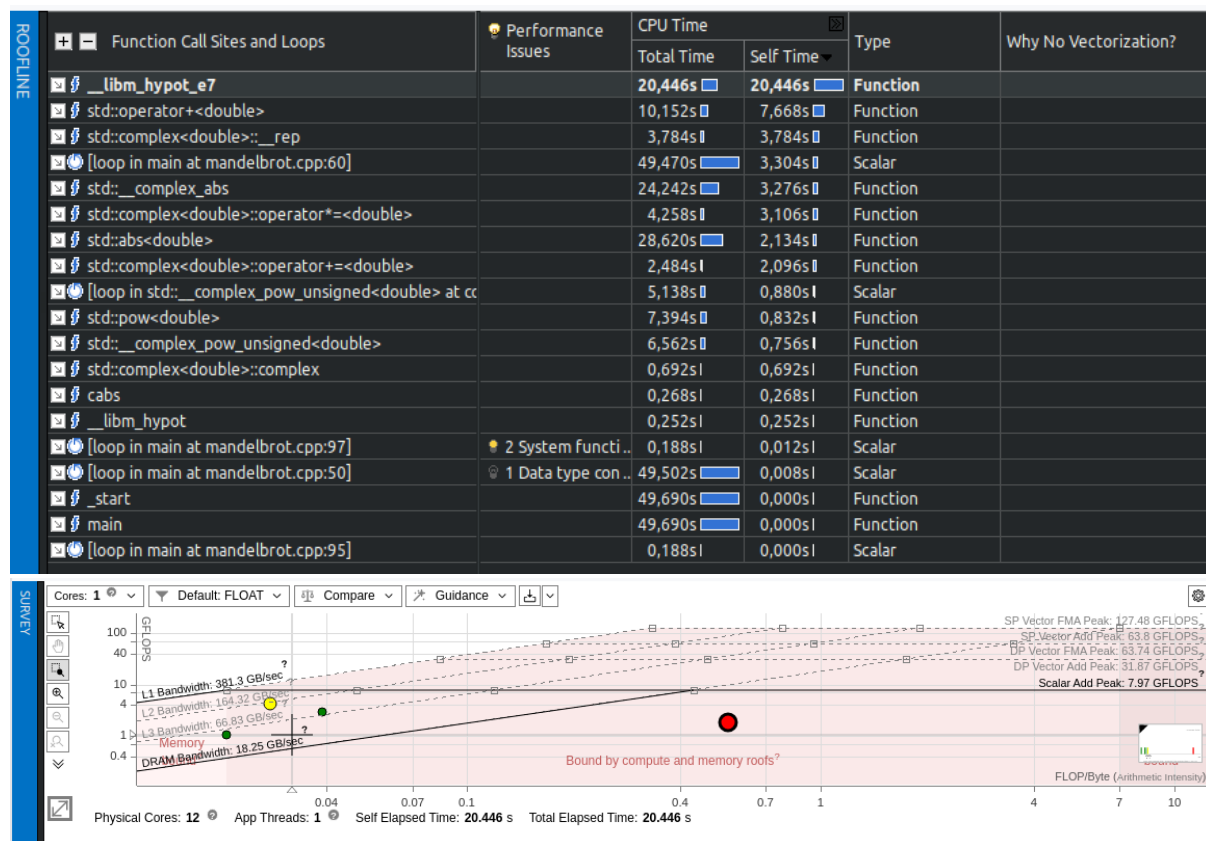 ROOFLINE
Function Call Sites and Loops
Performance Issues
CPU Time
Total Time
Self Time
Type
Why No Vectorization?
__libm_hypot_e7 20,446s 20,446s Function
std::operator+<double> 10,152s 7,668s Function
std::complex<double>::__rep 3,784s 3,784s Function
[loop in main at mandelbrot.cpp:60] 49,470s 3,304s Scalar
std::__complex_abs 24,242s 3,276s Function
std::complex<double>::operator*=<double> 4,258s 3,106s Function
std::abs<double> 28,620s 2,134s Function
std::complex<double>::operator+=<double> 2,484s 2,096s Function
[loop in std::__complex_pow_unsigned<double> at cc 5,138s 0,880s Scalar
std::pow<double> 7,394s 0,832s Function
std::__complex_pow_unsigned<double> 6,562s 0,756s Function
std::complex<double>::complex 0,692s 0,692s Function
cabs 0,268s 0,268s Function
__libm_hypot 0,252s 0,252s Function
[loop in main at mandelbrot.cpp:97] 2 System functi.. 0,188s 0,012s Scalar
[loop in main at mandelbrot.cpp:50] 1 Data type con.. 49,502s 0,008s Scalar
_start 49,690s 0,000s Function
main 49,690s 0,000s Function
[loop in main at mandelbrot.cpp:95] 0,188s 0,000s Scalar
SURVEY
Cores: 1 Default: FLOAT Compare Guidance
GFLOPS
100
40
10
4
1
0.4
SP Vector FMA Peak: 127.48 GFLOPS
SP Vector Add Peak: 63.8 GFLOPS
DP Vector FMA Peak: 63.74 GFLOPS
DP Vector Add Peak: 31.87 GFLOPS
Scalar Add Peak: 7.97 GFLOPS
L1 Bandwidth: 381.3 GB/sec
L2 Bandwidth: 164.32 GB/sec
L3 Bandwidth: 66.83 GB/sec
DRAM Bandwidth: 18.25 GB/sec
Memory
Bound by compute and memory roofs?
bound
FLOP/Byte (Arithmetic Intensity)
0.04 0.07 0.1 0.4 0.7 1 4 7 10
Physical Cores: 12 App Threads: 1 Self Elapsed Time: 20.446 s Total Elapsed Time: 20.446 s